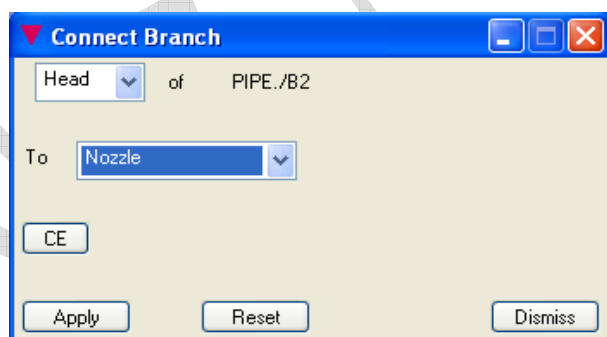 Connect Branch
Head of PIPE./B2
To Nozzle
CE
Apply Reset Dismiss